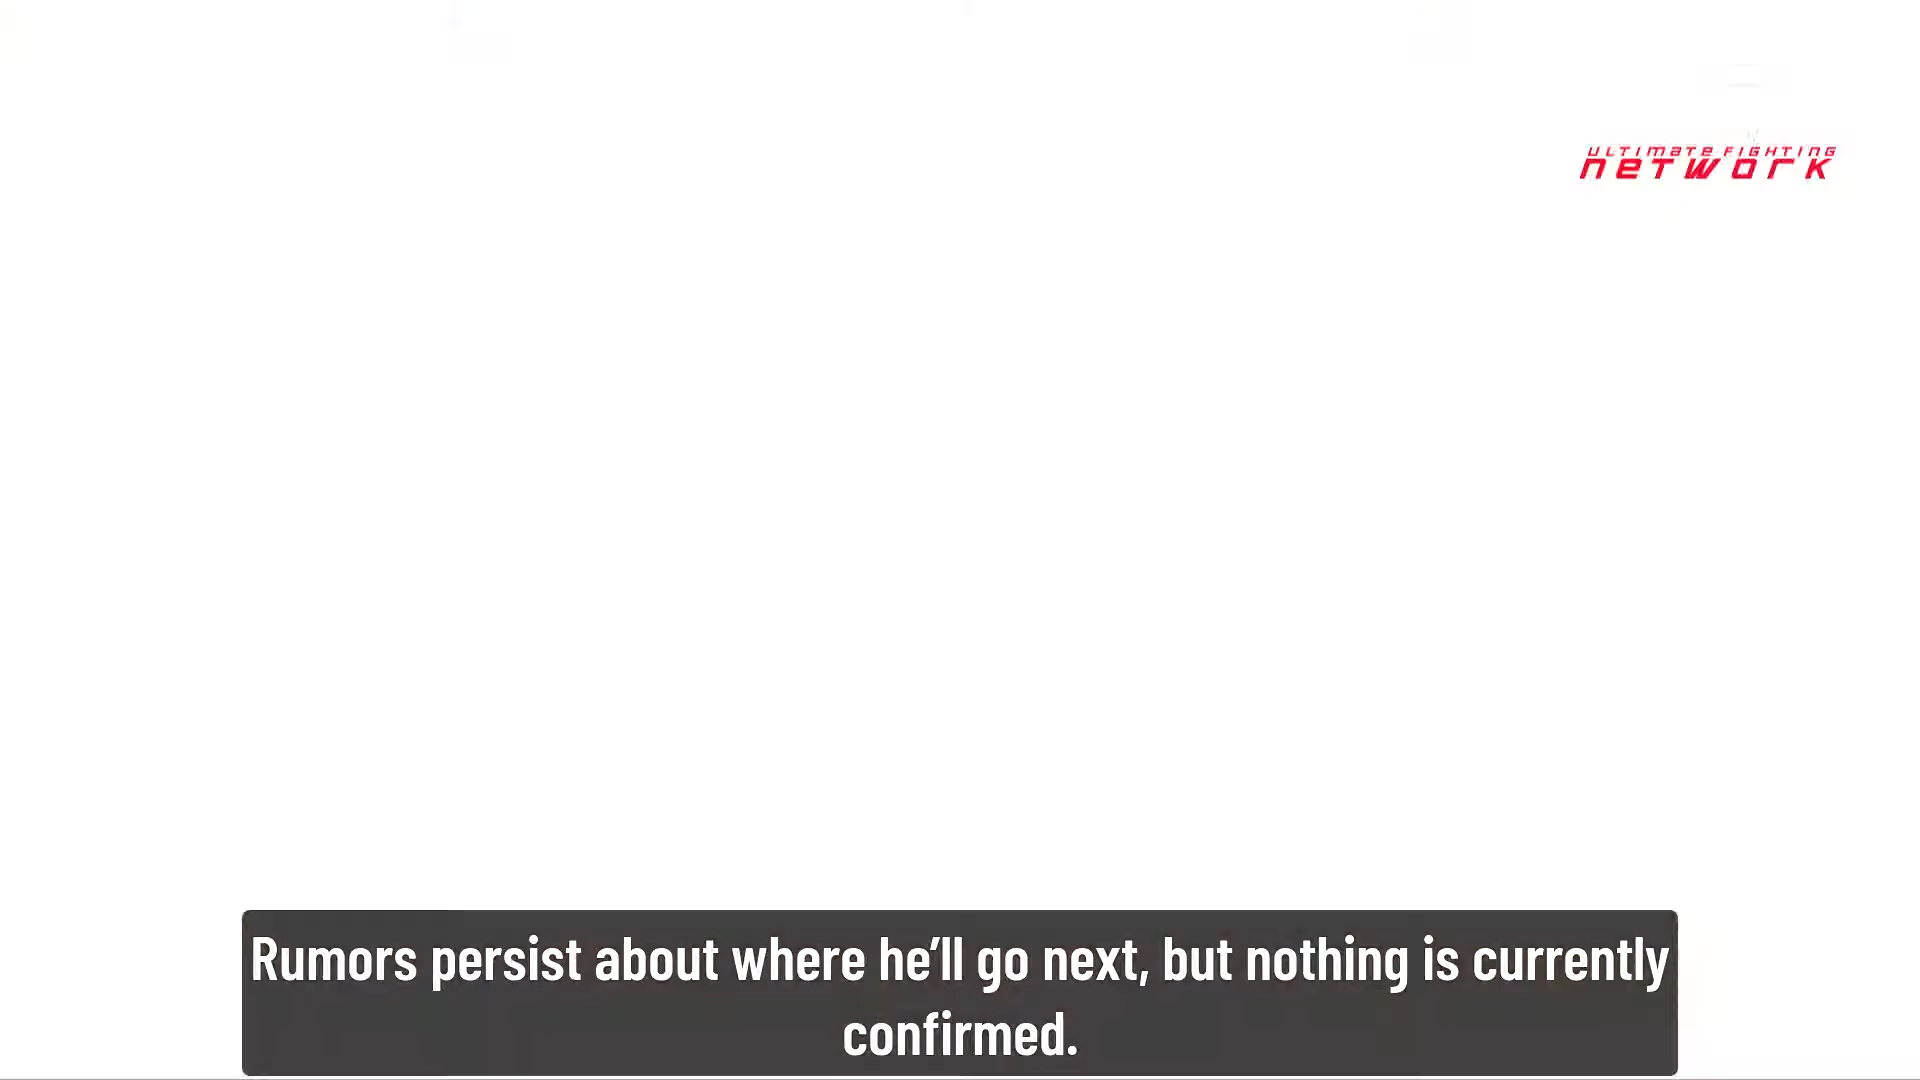 ULTIMATE FIGHTING
NETWORK
Rumors persist about where he’ll go next, but nothing is currently
confirmed.